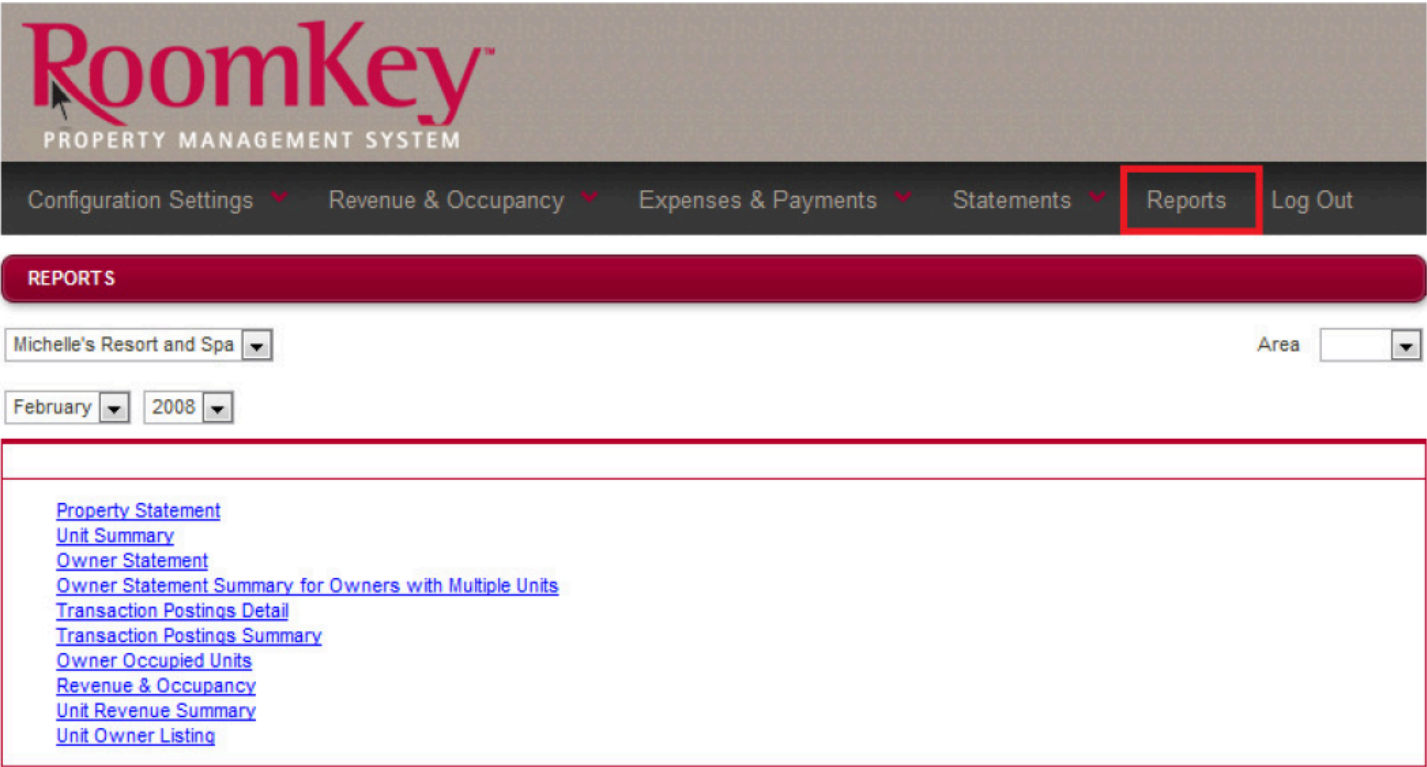 RoomKey™
PROPERTY MANAGEMENT SYSTEM
Configuration Settings Revenue & Occupancy Expenses & Payments Statements Reports Log Out
REPORTS
Michelle's Resort and Spa Area
February 2008
Property Statement
Unit Summary
Owner Statement
Owner Statement Summary for Owners with Multiple Units
Transaction Postings Detail
Transaction Postings Summary
Owner Occupied Units
Revenue & Occupancy
Unit Revenue Summary
Unit Owner Listing